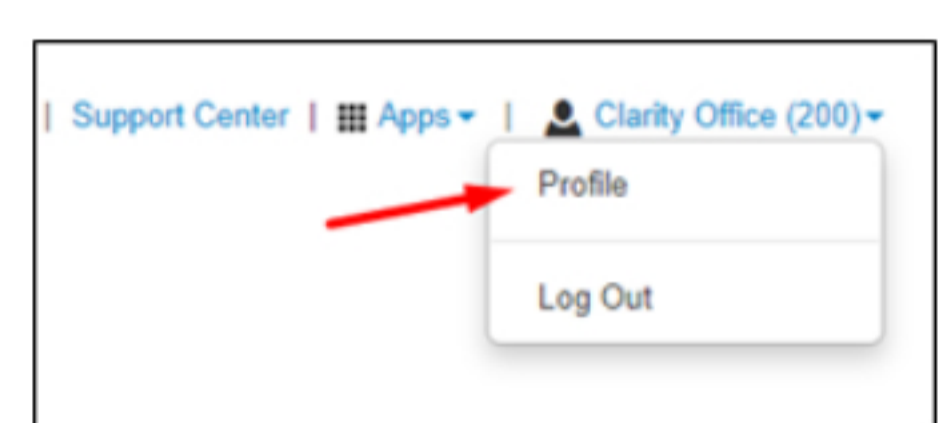 | Support Center | Apps | Clarity Office (200)
Profile
Log Out